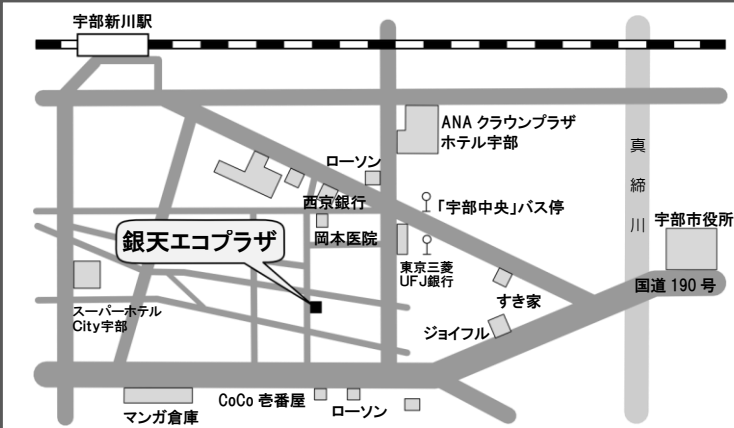 宇部新川駅
ANA クラウンプラザ
ホテル宇部
ローソン
真締川
西京銀行
「宇部中央」バス停
宇部市役所
岡本医院
銀天エコプラザ
東京三菱
UFJ銀行
国道 190 号
すき家
スーパーホテル
City宇部
ジョイフル
CoCo 壱番屋
ローソン
マンガ倉庫